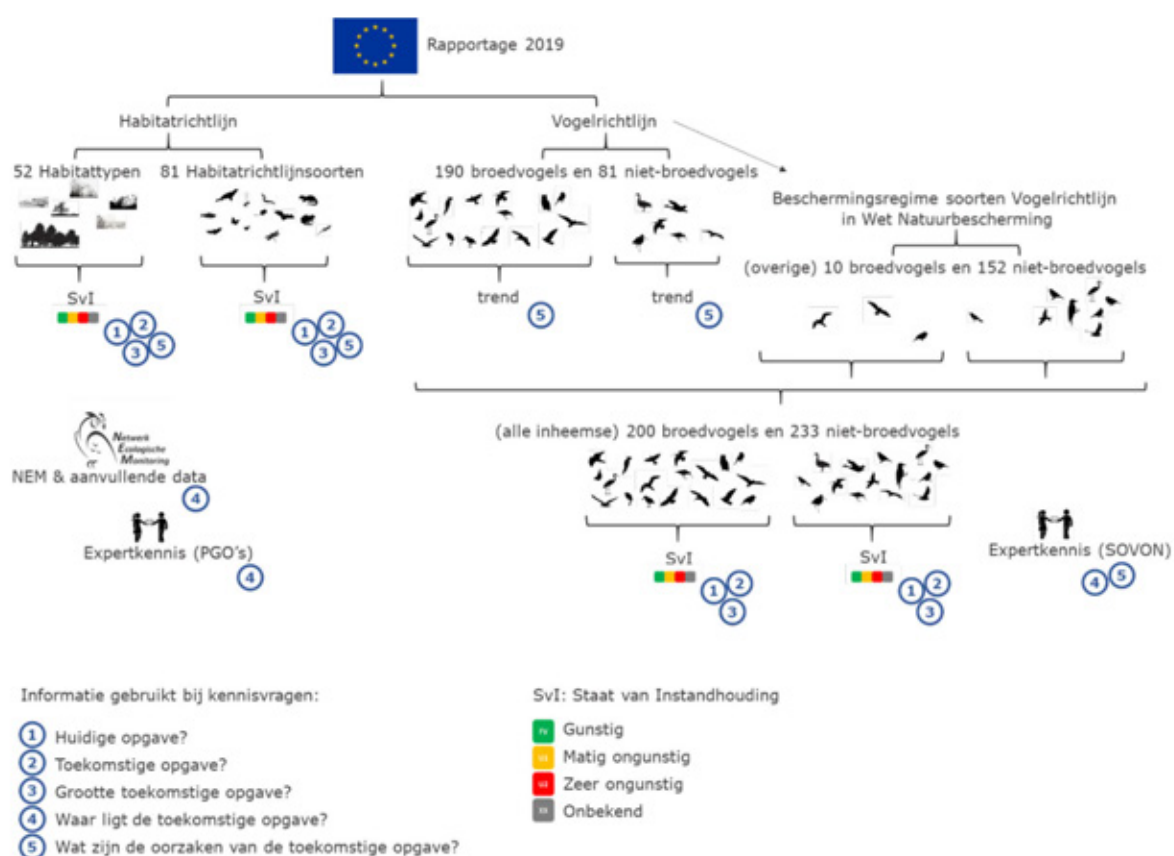 Rapportage 2019
Habitatrichtlijn
Vogelrichtlijn
52 Habitattypen
81 Habitatrichtlijnsoorten
190 broedvogels en 81 niet-broedvogels
Beschermingsregime soorten Vogelrichtlijn
in Wet Natuurbescherming
(overige) 10 broedvogels en 152 niet-broedvogels
SvI
1 2 3 5
SvI
1 2 3 5
trend
5
trend
5
Netwerk
Ecologische
Monitoring
NEM & aanvullende data
4
Expertkennis (PGO's)
4
(alle inheemse) 200 broedvogels en 233 niet-broedvogels
SvI
1 2
3
SvI
1 2
3
Expertkennis (SOVON)
4 5
Informatie gebruikt bij kennisvragen:
1 Huidige opgave?
2 Toekomstige opgave?
3 Grootte toekomstige opgave?
4 Waar ligt de toekomstige opgave?
5 Wat zijn de oorzaken van de toekomstige opgave?
SvI: Staat van Instandhouding
FV Gunstig
U1 Matig ongunstig
U2 Zeer ongunstig
XX Onbekend